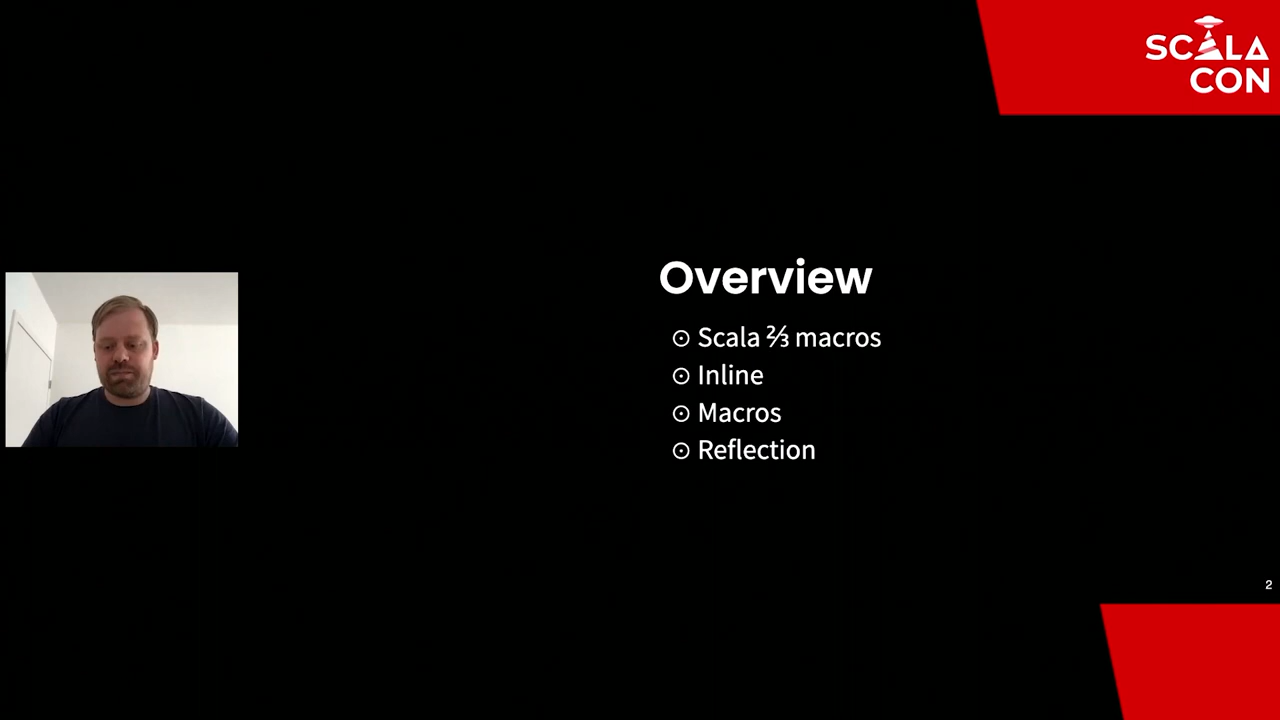 SCALA
CON
Overview
⊙ Scala ⅔ macros
⊙ Inline
⊙ Macros
⊙ Reflection
2